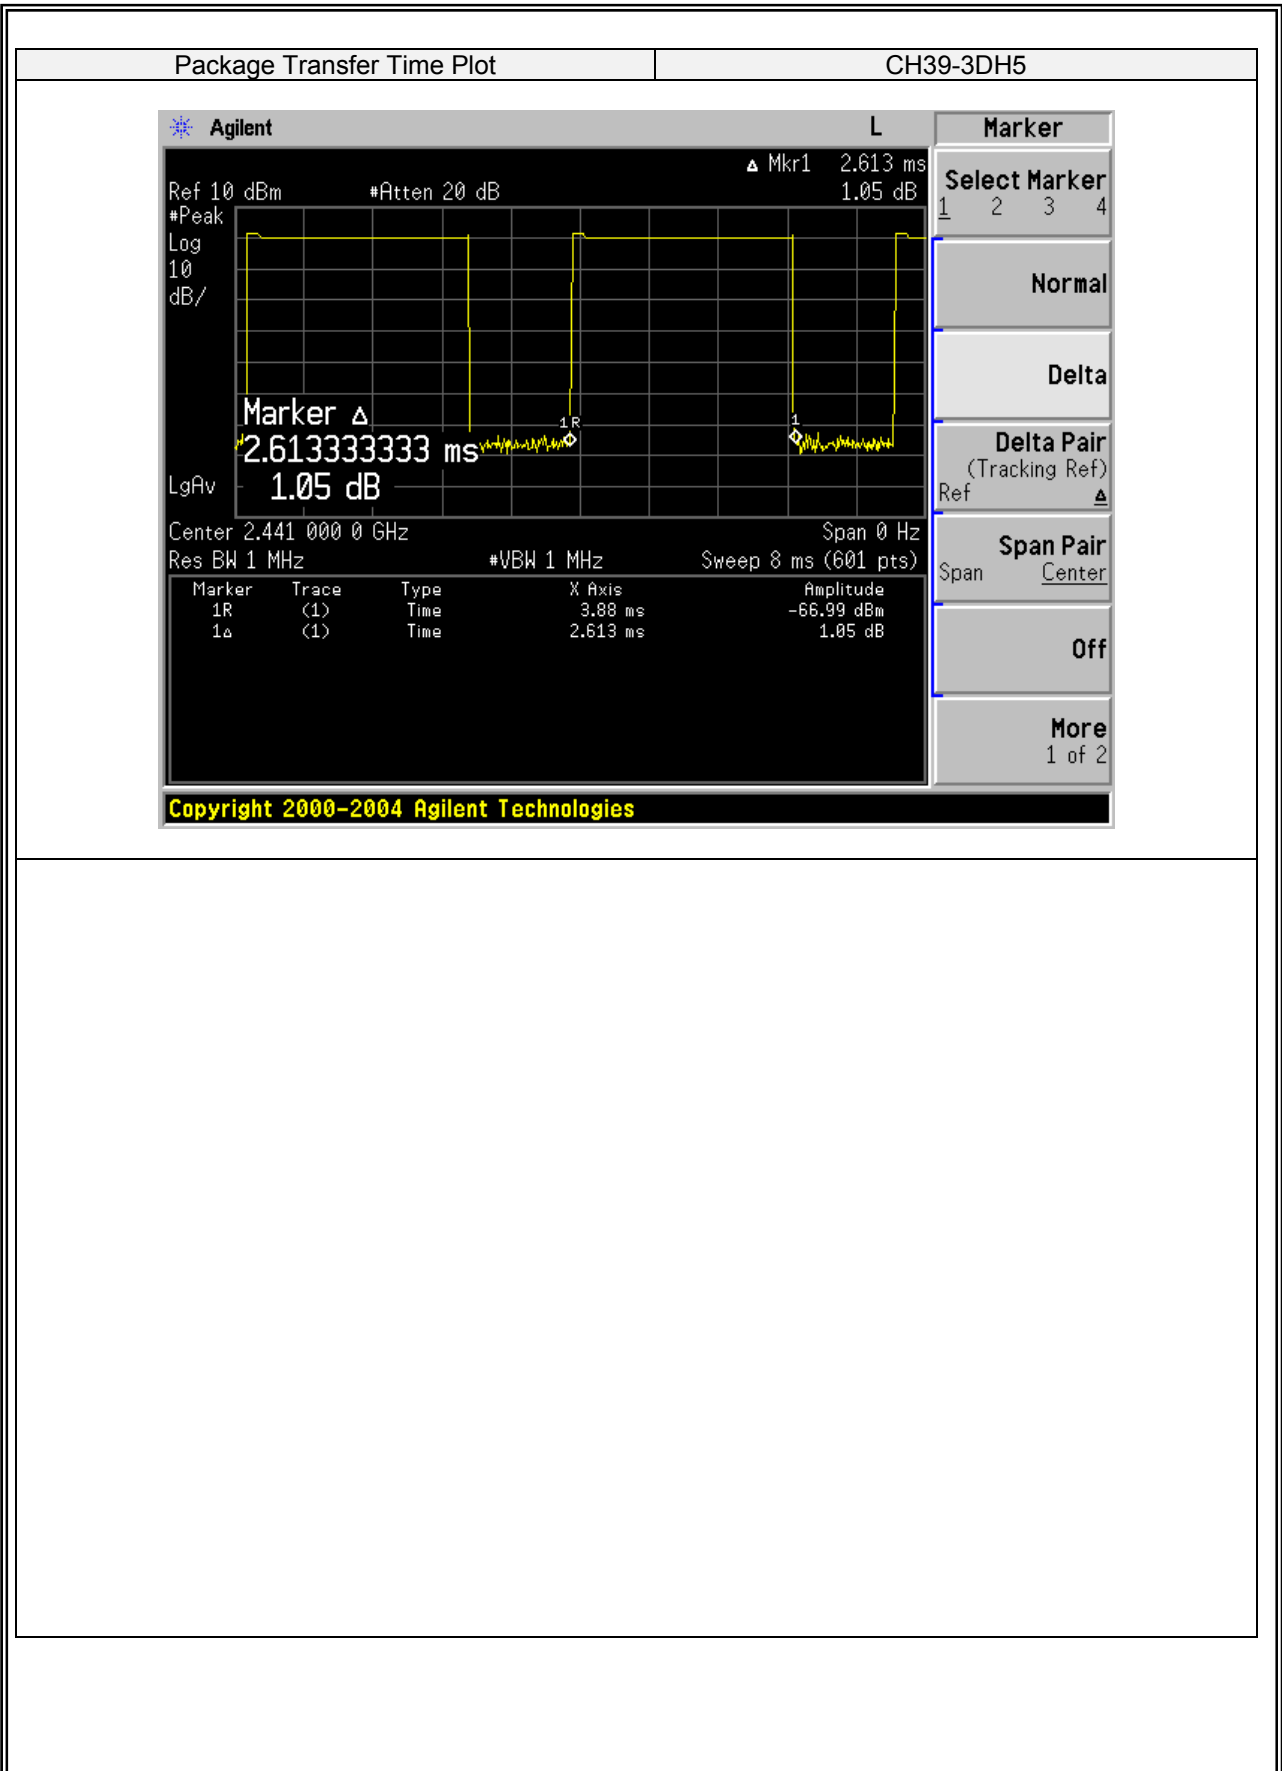 Package Transfer Time Plot CH39-3DH5
Agilent L Marker
Δ Mkr1 2.613 ms
Ref 10 dBm #Atten 20 dB 1.05 dB
#Peak
Log
10
dB/
Marker Δ
2.613333333 ms
1.05 dB
1R
1
LgAv
Center 2.441 000 0 GHz Span 0 Hz
Res BW 1 MHz #VBW 1 MHz Sweep 8 ms (601 pts)
Marker Trace Type X Axis Amplitude
1R (1) Time 3.88 ms -66.99 dBm
1Δ (1) Time 2.613 ms 1.05 dB
Select Marker
1 2 3 4
Normal
Delta
Delta Pair
(Tracking Ref)
Ref Δ
Span Pair
Span Center
Off
More
1 of 2
Copyright 2000-2004 Agilent Technologies